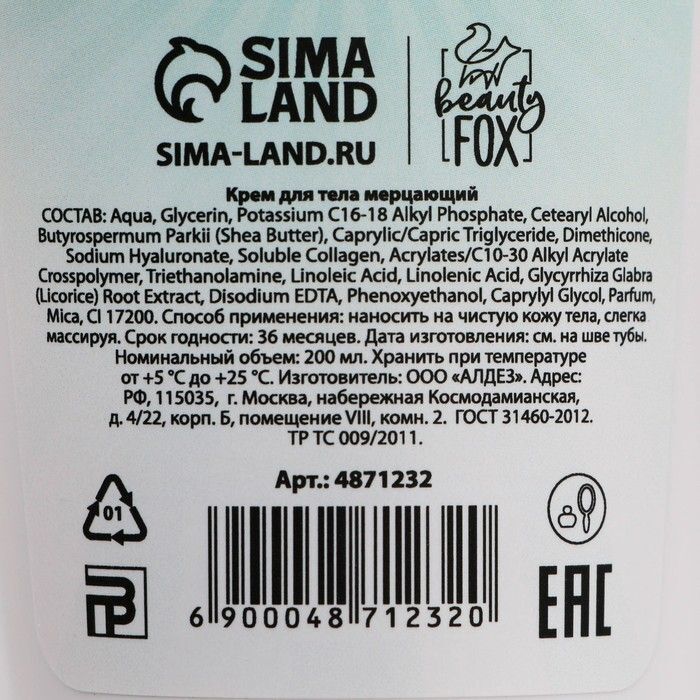 SIMA
LAND
SIMA-LAND.RU
beauty
FOX
Крем для тела мерцающий
СОСТАВ: Aqua, Glycerin, Potassium C16-18 Alkyl Phosphate, Cetearyl Alcohol,
Butyrospermum Parkii (Shea Butter), Caprylic/Capric Triglyceride, Dimethicone,
Sodium Hyaluronate, Soluble Collagen, Acrylates/C10-30 Alkyl Acrylate
Crosspolymer, Triethanolamine, Linoleic Acid, Linolenic Acid, Glycyrrhiza Glabra
(Licorice) Root Extract, Disodium EDTA, Phenoxyethanol, Caprylyl Glycol, Parfum,
Mica, CI 17200. Способ применения: наносить на чистую кожу тела, слегка
массируя. Срок годности: 36 месяцев. Дата изготовления: см. на шве тубы.
Номинальный объем: 200 мл. Хранить при температуре
от +5 °C до +25 °C. Изготовитель: ООО «АЛДЕЗ». Адрес:
РФ, 115035, г. Москва, набережная Космодамианская,
д. 4/22, корп. Б, помещение VIII, комн. 2. ГОСТ 31460-2012.
ТР ТС 009/2011.
Арт.: 4871232
01
6 900048 712320
EAC